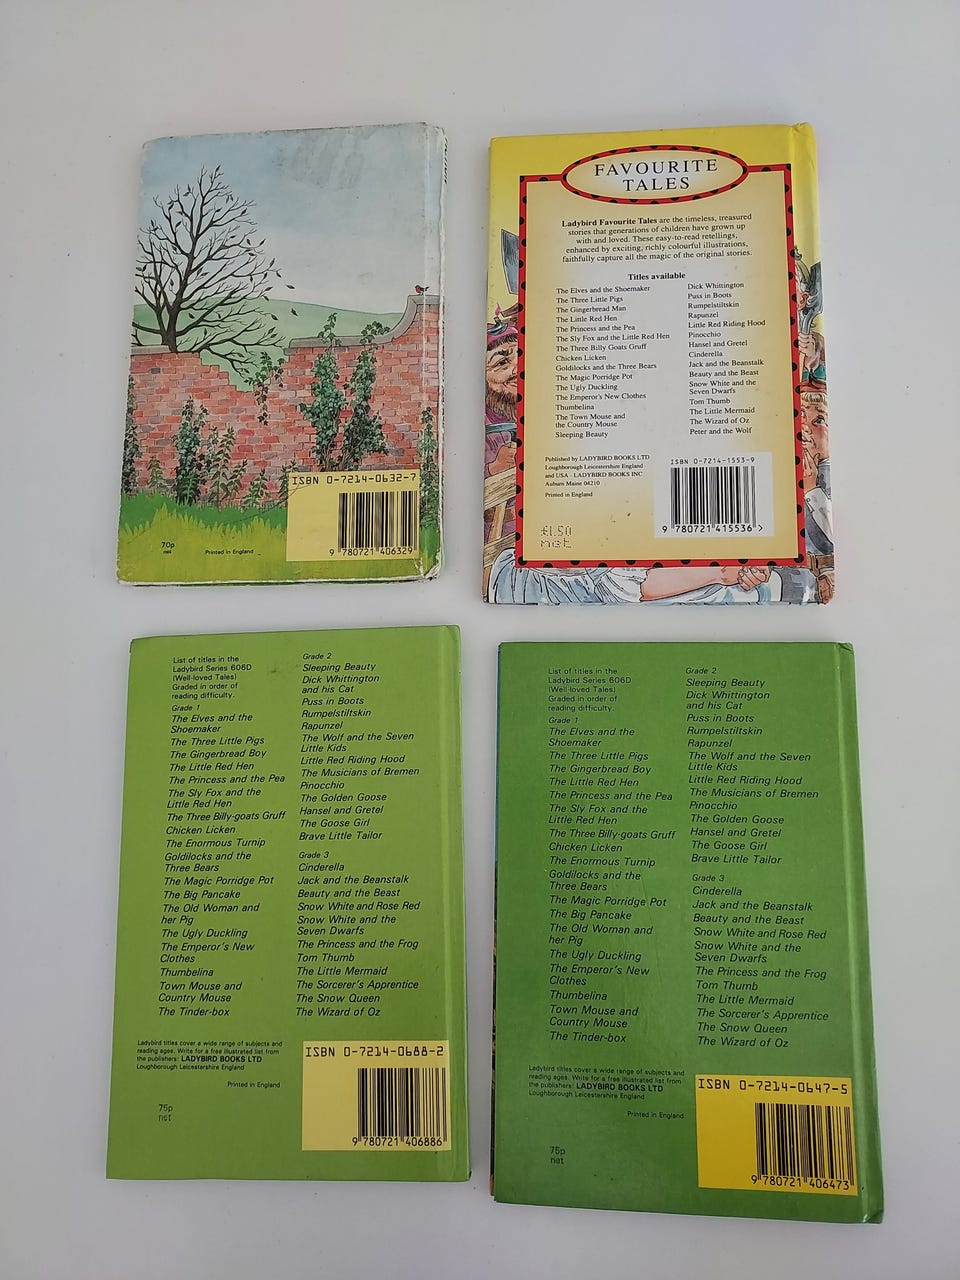 ISBN 0-7214-0632-7
9 780721 406329
70p
net
Printed in England
FAVOURITE
TALES
Ladybird Favourite Tales are the timeless, treasured
stories that generations of children have grown up
with and loved. These easy-to-read retellings,
enhanced by exciting, richly colourful illustrations,
faithfully capture all the magic of the original stories.
Titles available
The Elves and the Shoemaker
The Three Little Pigs
The Gingerbread Man
The Little Red Hen
The Princess and the Pea
The Sly Fox and the Little Red Hen
The Three Billy Goats Gruff
Chicken Licken
Goldilocks and the Three Bears
The Magic Porridge Pot
The Ugly Duckling
The Emperor's New Clothes
Thumbelina
The Town Mouse and
the Country Mouse
Sleeping Beauty
Dick Whittington
Puss in Boots
Rumpelstiltskin
Rapunzel
Little Red Riding Hood
Pinocchio
Hansel and Gretel
Cinderella
Jack and the Beanstalk
Beauty and the Beast
Snow White and the
Seven Dwarfs
Tom Thumb
The Little Mermaid
The Wizard of Oz
Peter and the Wolf
Published by LADYBIRD BOOKS LTD
Loughborough Leicestershire England
and USA - LADYBIRD BOOKS INC
Auburn Maine 04210
Printed in England
£1.50
net
ISBN 0-7214-1553-9
9 780721 415536 >
List of titles in the
Ladybird Series 606D
(Well-loved Tales)
Graded in order of
reading difficulty.
Grade 1
The Elves and the
Shoemaker
The Three Little Pigs
The Gingerbread Boy
The Little Red Hen
The Princess and the Pea
The Sly Fox and the
Little Red Hen
The Three Billy-goats Gruff
Chicken Licken
The Enormous Turnip
Goldilocks and the
Three Bears
The Magic Porridge Pot
The Big Pancake
The Old Woman and
her Pig
The Ugly Duckling
The Emperor's New
Clothes
Thumbelina
Town Mouse and
Country Mouse
The Tinder-box
Grade 2
Sleeping Beauty
Dick Whittington
and his Cat
Puss in Boots
Rumpelstiltskin
Rapunzel
The Wolf and the Seven
Little Kids
Little Red Riding Hood
The Musicians of Bremen
Pinocchio
The Golden Goose
Hansel and Gretel
The Goose Girl
Brave Little Tailor
Grade 3
Cinderella
Jack and the Beanstalk
Beauty and the Beast
Snow White and Rose Red
Snow White and the
Seven Dwarfs
The Princess and the Frog
Tom Thumb
The Little Mermaid
The Sorcerer's Apprentice
The Snow Queen
The Wizard of Oz
Ladybird titles cover a wide range of subjects and
reading ages. Write for a free illustrated list from
the publishers: LADYBIRD BOOKS LTD
Loughborough Leicestershire England
Printed in England
75p
net
ISBN 0-7214-0688-2
9 780721 406886
List of titles in the
Ladybird Series 606D
(Well-loved Tales)
Graded in order of
reading difficulty.
Grade 1
The Elves and the
Shoemaker
The Three Little Pigs
The Gingerbread Boy
The Little Red Hen
The Princess and the Pea
The Sly Fox and the
Little Red Hen
The Three Billy-goats Gruff
Chicken Licken
The Enormous Turnip
Goldilocks and the
Three Bears
The Magic Porridge Pot
The Big Pancake
The Old Woman and
her Pig
The Ugly Duckling
The Emperor's New
Clothes
Thumbelina
Town Mouse and
Country Mouse
The Tinder-box
Grade 2
Sleeping Beauty
Dick Whittington
and his Cat
Puss in Boots
Rumpelstiltskin
Rapunzel
The Wolf and the Seven
Little Kids
Little Red Riding Hood
The Musicians of Bremen
Pinocchio
The Golden Goose
Hansel and Gretel
The Goose Girl
Brave Little Tailor
Grade 3
Cinderella
Jack and the Beanstalk
Beauty and the Beast
Snow White and Rose Red
Snow White and the
Seven Dwarfs
The Princess and the Frog
Tom Thumb
The Little Mermaid
The Sorcerer's Apprentice
The Snow Queen
The Wizard of Oz
Ladybird titles cover a wide range of subjects and
reading ages. Write for a free illustrated list from
the publishers: LADYBIRD BOOKS LTD
Loughborough Leicestershire England
Printed in England
75p
net
ISBN 0-7214-0647-5
9 780721 406473